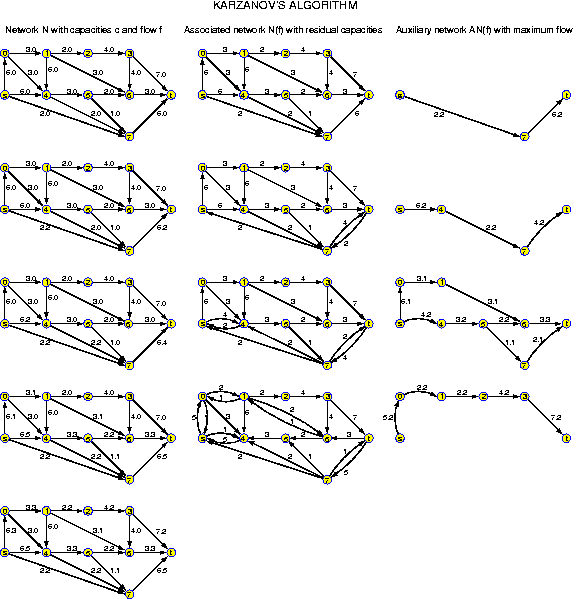 KARZANOV'S ALGORITHM
Network N with capacities c and flow f
Associated network N(f) with residual capacities
Auxiliary network AN(f) with maximum flow
0 3.0 1 2.0 2 4.0 3
6.0 3.0 6.0 3.0 4.0 7.0
s 6.0 4 3.0 5 3.0 6 3.0 t
2.0 2.0 1.0 6.0
7
0 3 1 2 2 4 3
6 3 6 3 4 7
s 6 4 3 5 3 6 3 t
2 2 1 6
7
s t
2.2 6.2
7
0 3.0 1 2.0 2 4.0 3
6.0 3.0 6.0 3.0 4.0 7.0
s 6.0 4 3.0 5 3.0 6 3.0 t
2.2 2.0 1.0 6.2
7
0 3 1 2 2 4 3
6 3 6 3 4 7
s 6 4 3 5 3 6 3 t
2 2 1 4 2
7
s 6.2 4 t
2.2 4.2
7
0 3.0 1 2.0 2 4.0 3
6.0 3.0 6.0 3.0 4.0 7.0
s 6.2 4 3.0 5 3.0 6 3.0 t
2.2 2.2 1.0 6.4
7
0 3 1 2 2 4 3
6 3 6 3 4 7
s 4 2 4 3 5 3 6 3 t
2 2 1 2 4
7
0 3.1 1
6.1 3.1
s 4.2 4 3.2 5 2.2 6 3.3 t
1.1 2.1
7
0 3.1 1 2.0 2 4.0 3
6.1 3.0 6.0 3.1 4.0 7.0
s 6.5 4 3.3 5 3.3 6 3.3 t
2.2 2.2 1.1 6.5
7
0 2 1 1 2 2 4 3
5 1 3 6 2 1 4 7
s 4 3 5 3 6 3 t
2 2 1 1 5
7
0 2.2 1 2.2 2 4.2 3
5.2 7.2
s t
0 3.3 1 2.2 2 4.2 3
6.3 3.0 6.0 3.1 4.0 7.2
s 6.5 4 3.3 5 3.3 6 3.3 t
2.2 2.2 1.1 6.5
7